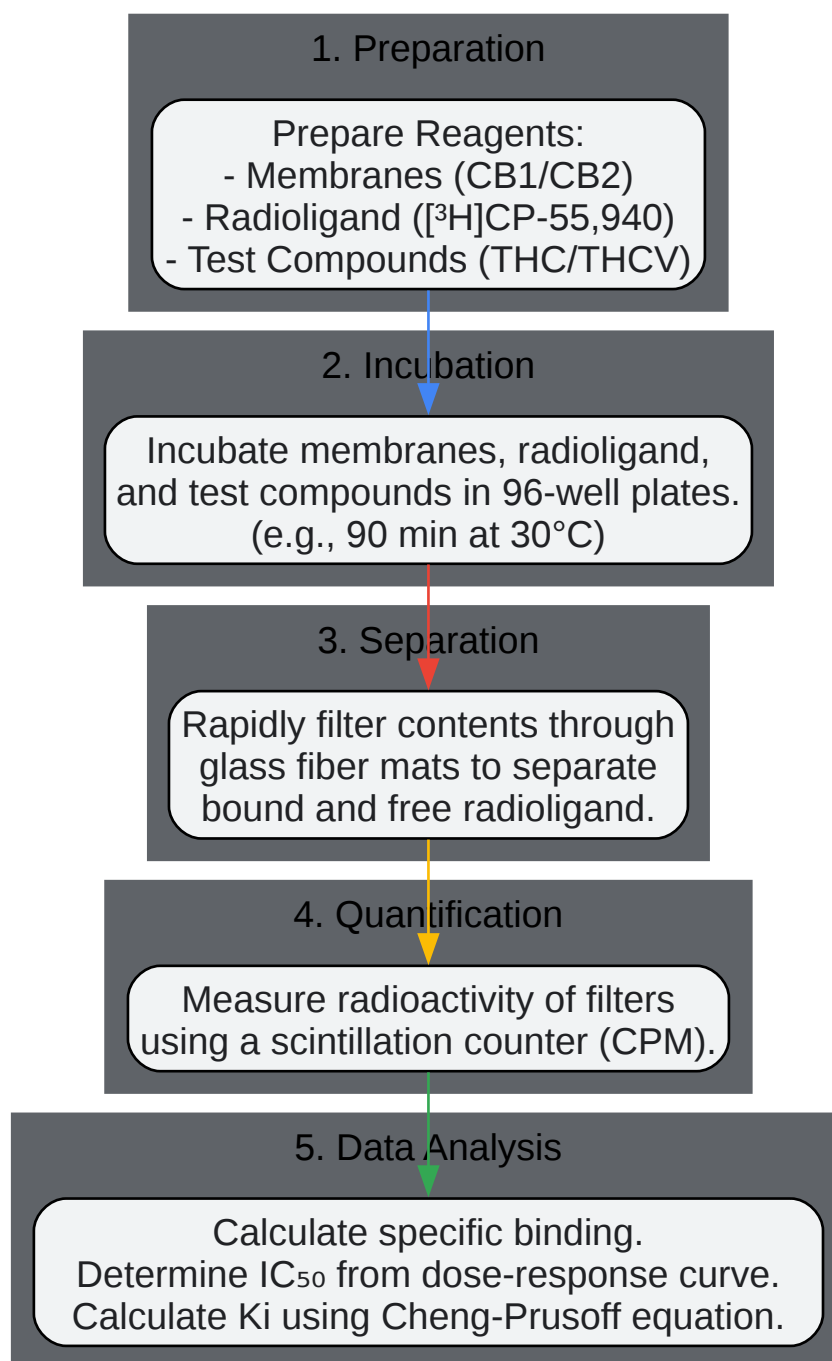 1. Preparation
Prepare Reagents:
- Membranes (CB1/CB2)
- Radioligand ([³H]CP-55,940)
- Test Compounds (THC/THCV)
2. Incubation
Incubate membranes, radioligand,
and test compounds in 96-well plates.
(e.g., 90 min at 30°C)
3. Separation
Rapidly filter contents through
glass fiber mats to separate
bound and free radioligand.
4. Quantification
Measure radioactivity of filters
using a scintillation counter (CPM).
5. Data Analysis
Calculate specific binding.
Determine IC₅₀ from dose-response curve.
Calculate Ki using Cheng-Prusoff equation.